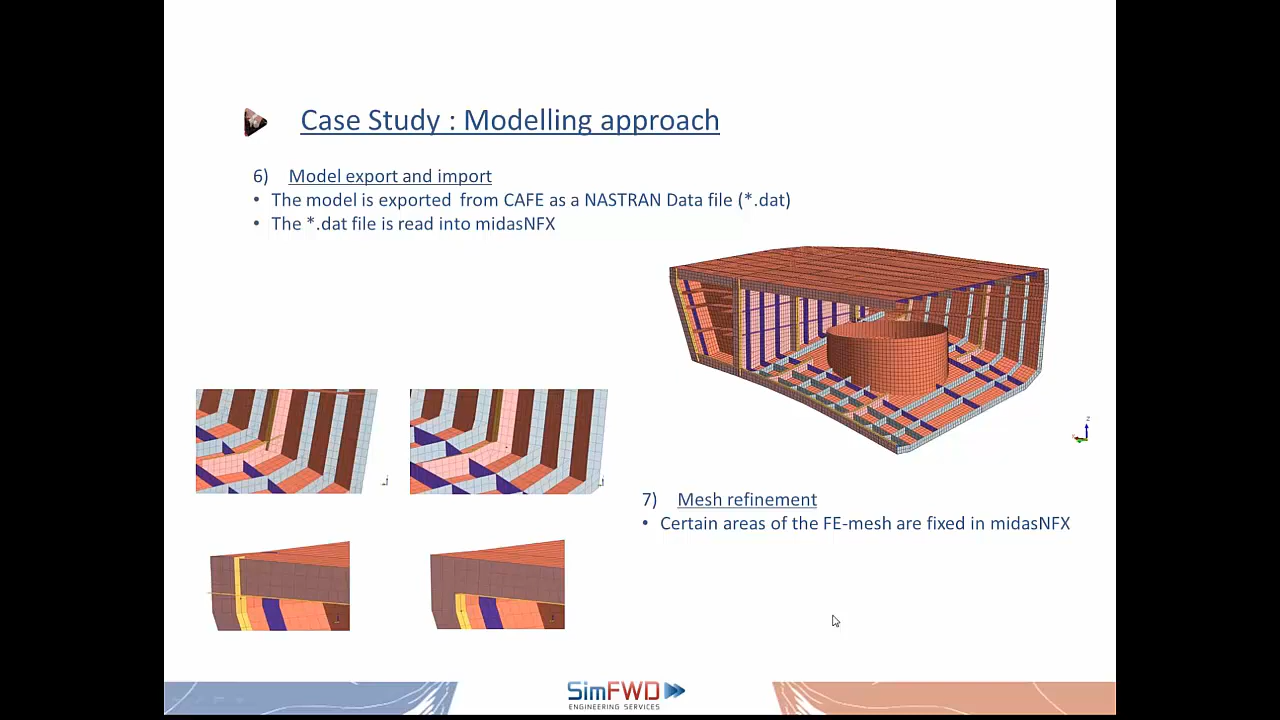 Case Study : Modelling approach
6) Model export and import
• The model is exported from CAFE as a NASTRAN Data file (*.dat)
• The *.dat file is read into midasNFX
7) Mesh refinement
• Certain areas of the FE-mesh are fixed in midasNFX
SimFWD
ENGINEERING SERVICES